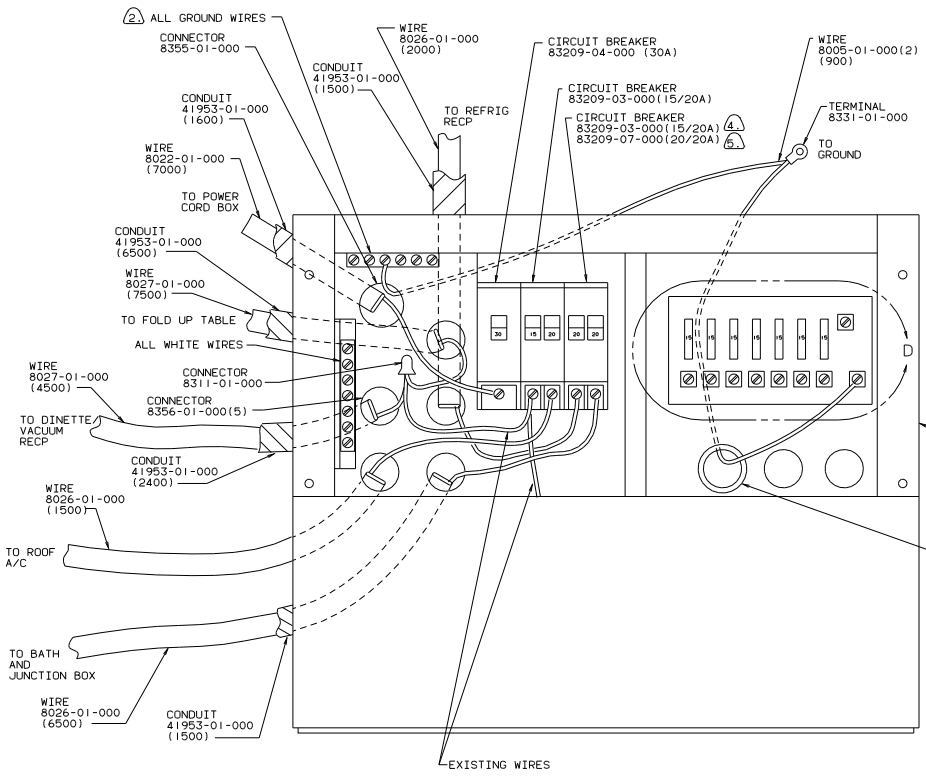 2. ALL GROUND WIRES
CONNECTOR
8355-01-000
WIRE
8026-01-000
(2000)
CONDUIT
41953-01-000
(1500)
TO REFRIG
RECP
CIRCUIT BREAKER
83209-04-000 (30A)
CIRCUIT BREAKER
83209-03-000(15/20A)
CIRCUIT BREAKER
83209-03-000(15/20A) 4.
83209-07-000(20/20A) 5.
WIRE
8005-01-000(2)
(900)
TERMINAL
8331-01-000
TO
GROUND
CONDUIT
41953-01-000
(1600)
WIRE
8022-01-000
(7000)
TO POWER
CORD BOX
CONDUIT
41953-01-000
(6500)
WIRE
8027-01-000
(7500)
TO FOLD UP TABLE
ALL WHITE WIRES
CONNECTOR
8311-01-000
CONNECTOR
8356-01-000(5)
30 15 20 20 20
15 15 15 15 15 15 15
WIRE
8027-01-000
(4500)
TO DINETTE/
VACUUM
RECP
CONDUIT
41953-01-000
(2400)
WIRE
8026-01-000
(1500)
TO ROOF
A/C
TO BATH
AND
JUNCTION BOX
WIRE
8026-01-000
(6500)
CONDUIT
41953-01-000
(1500)
EXISTING WIRES